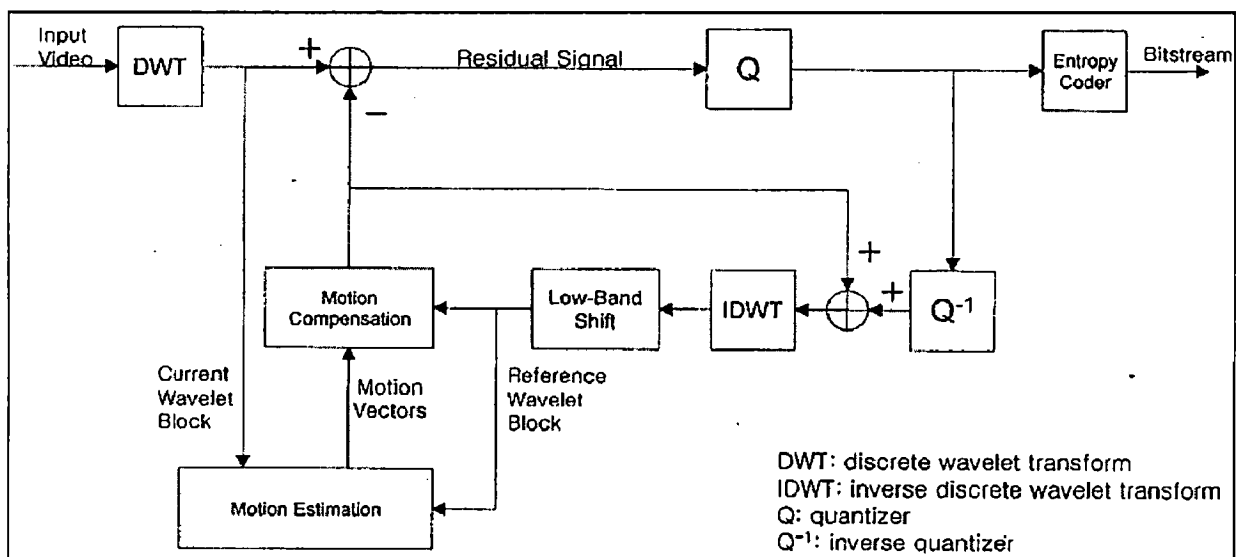 Input
Video
DWT
+
Residual Signal
Q
Entropy
Coder
Bitstream
−
+
Motion
Compensation
Low-Band
Shift
IDWT
+
Q-1
Current
Wavelet
Block
Motion
Vectors
Reference
Wavelet
Block
Motion Estimation
DWT: discrete wavelet transform
IDWT: inverse discrete wavelet transform
Q: quantizer
Q-1: inverse quantizer